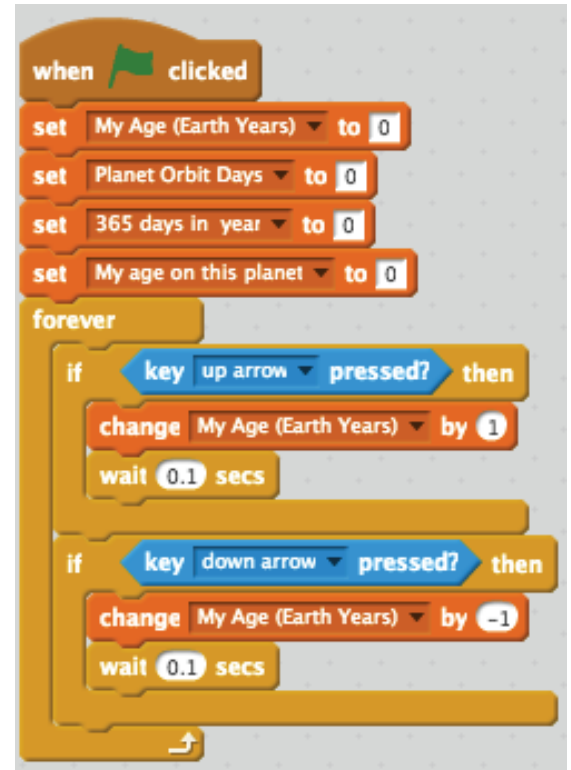 when clicked
set My Age (Earth Years) to 0
set Planet Orbit Days to 0
set 365 days in year to 0
set My age on this planet to 0
forever
if key up arrow pressed? then
change My Age (Earth Years) by 1
wait 0.1 secs
if key down arrow pressed? then
change My Age (Earth Years) by -1
wait 0.1 secs